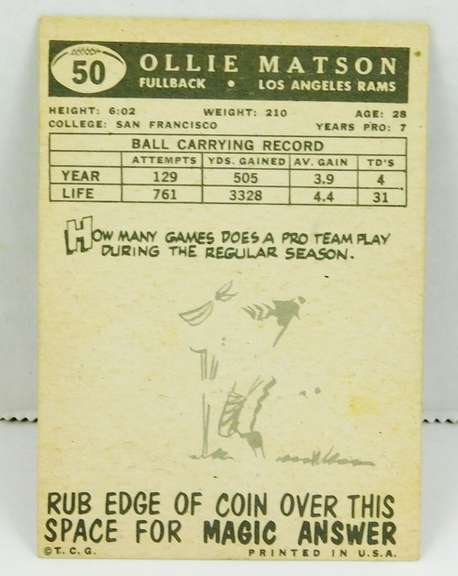 50
OLLIE MATSON
FULLBACK • LOS ANGELES RAMS
HEIGHT: 6:02 WEIGHT: 210 AGE: 28
COLLEGE: SAN FRANCISCO YEARS PRO: 7
BALL CARRYING RECORD
ATTEMPTS YDS. GAINED AV. GAIN TD'S
YEAR 129 505 3.9 4
LIFE 761 3328 4.4 31
HOW MANY GAMES DOES A PRO TEAM PLAY
DURING THE REGULAR SEASON.
RUB EDGE OF COIN OVER THIS
SPACE FOR MAGIC ANSWER
© T. C. G. PRINTED IN U.S.A.